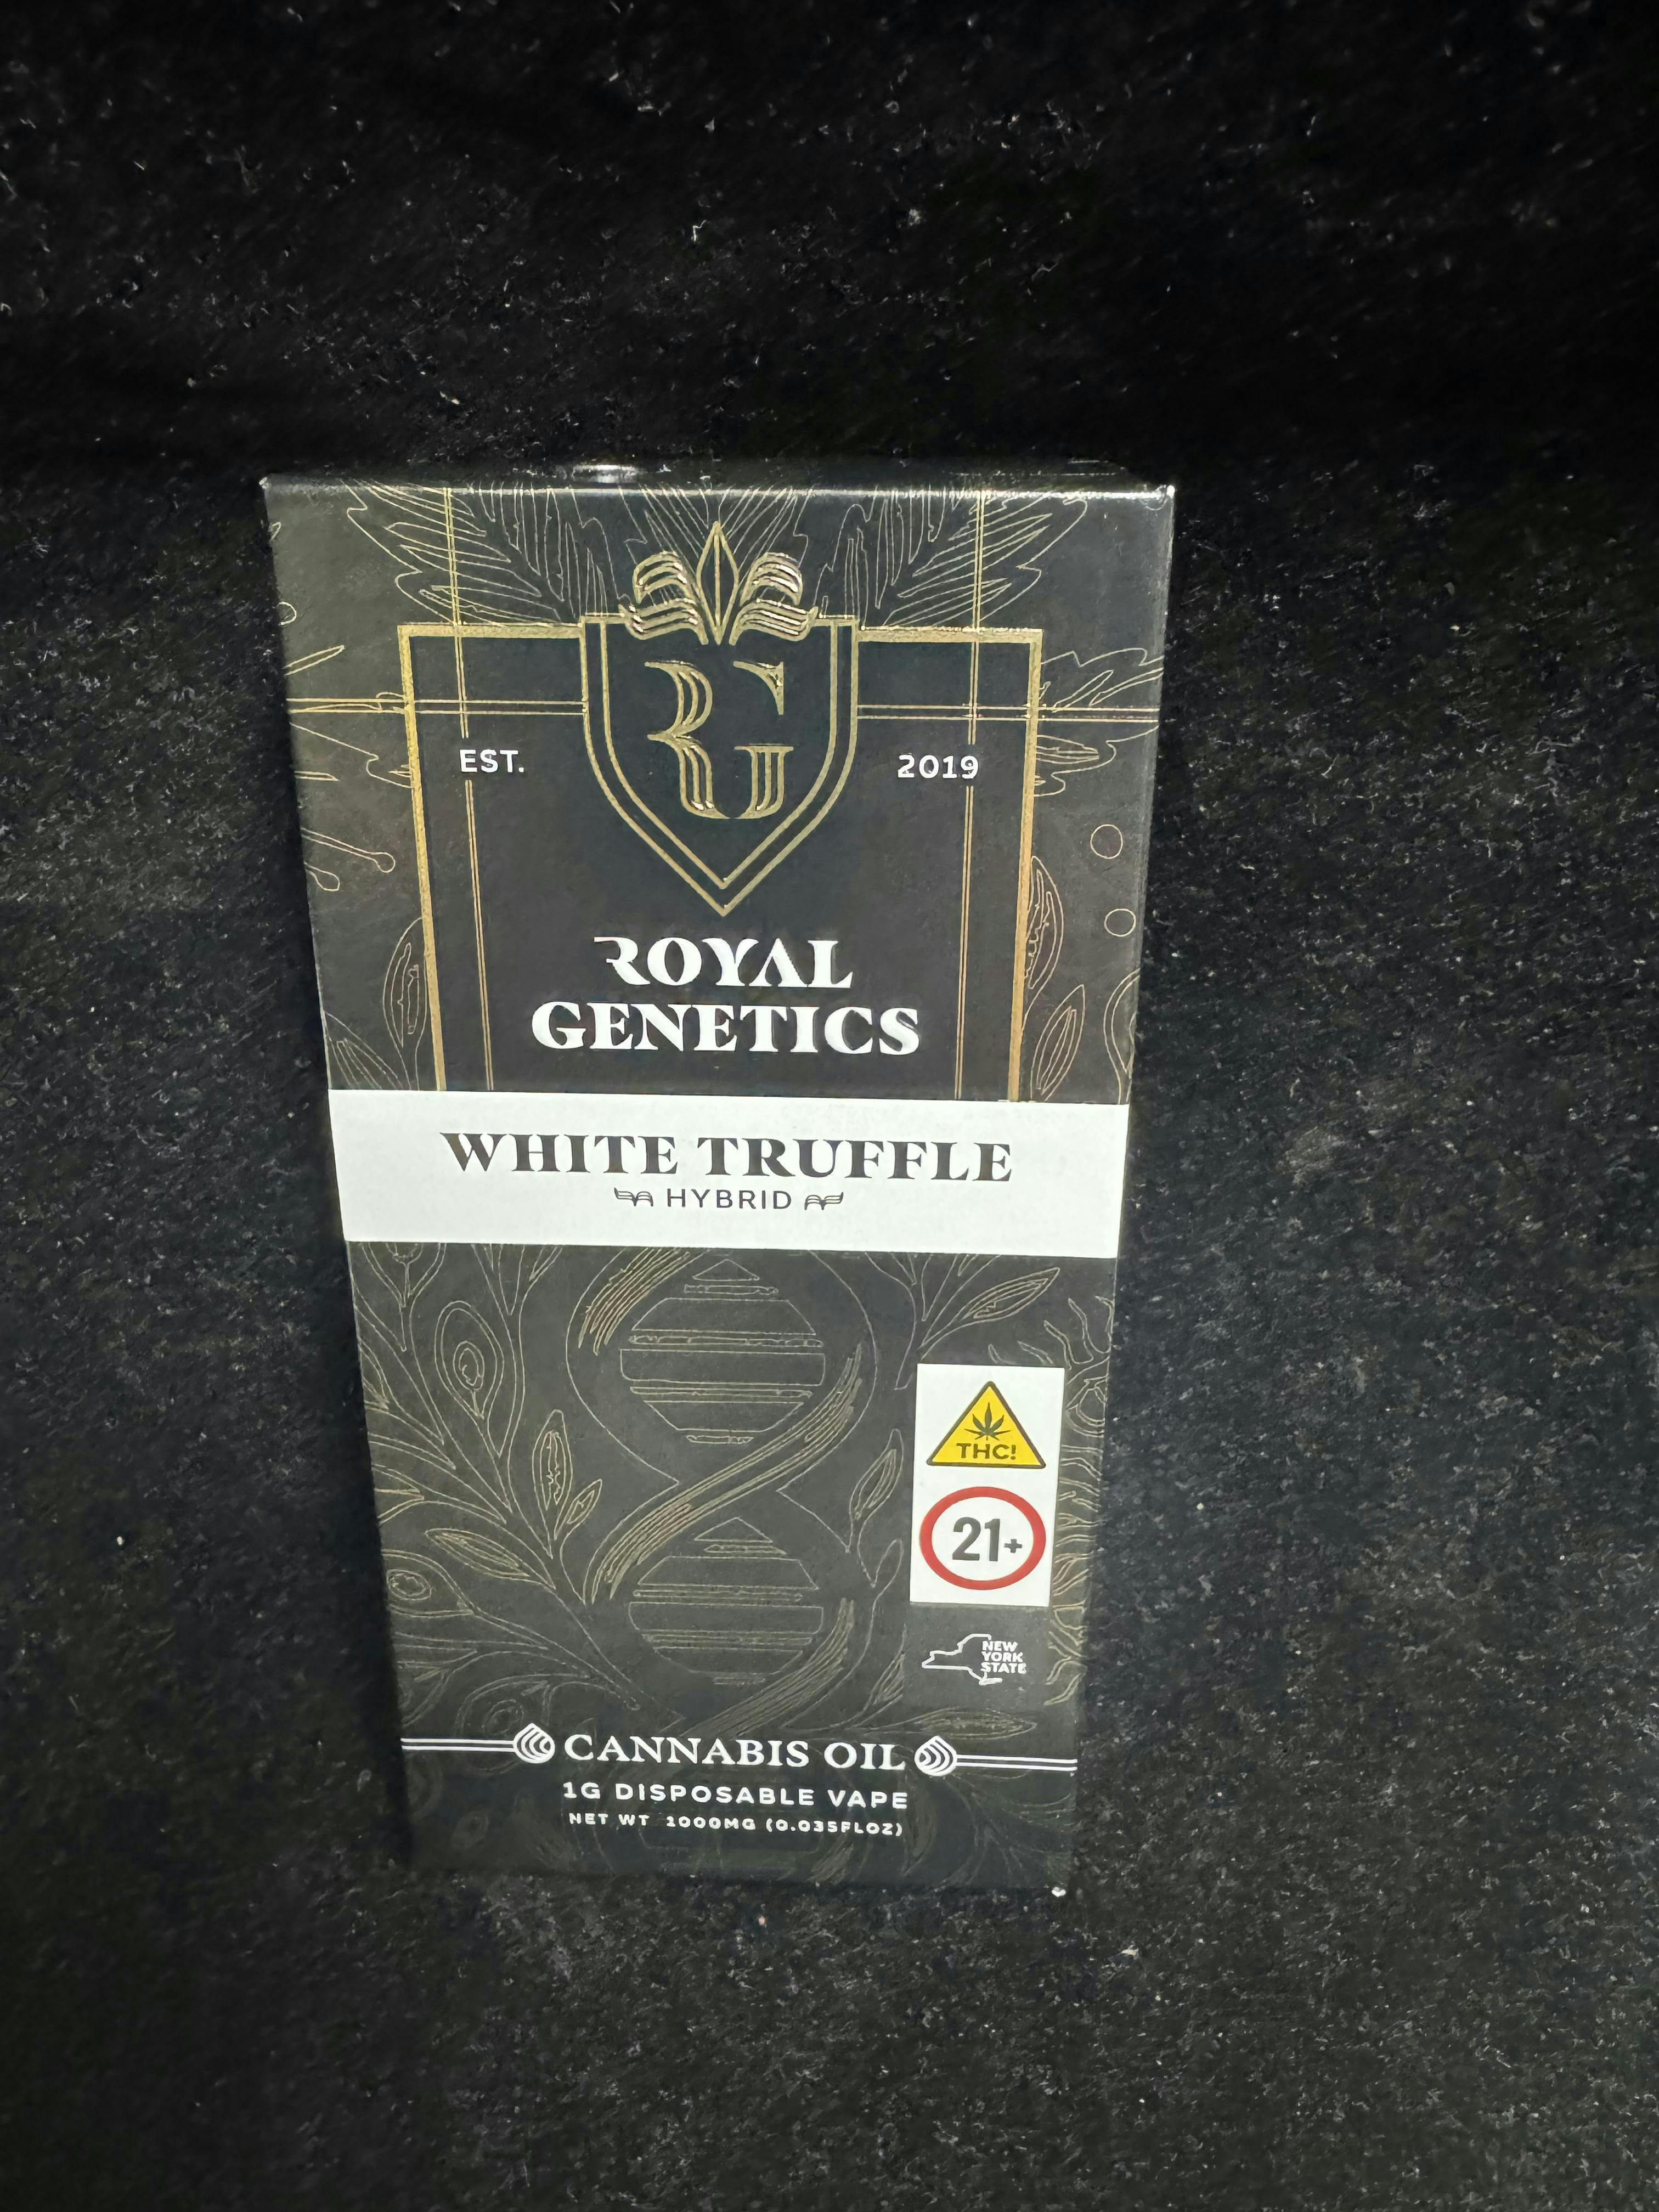 RG
EST.
2019
ROYAL
GENETICS
WHITE TRUFFLE
HYBRID
THC!
21+
NEW
YORK
STATE
CANNABIS OIL
1G DISPOSABLE VAPE
NET WT 1000MG (0.035FLOZ)